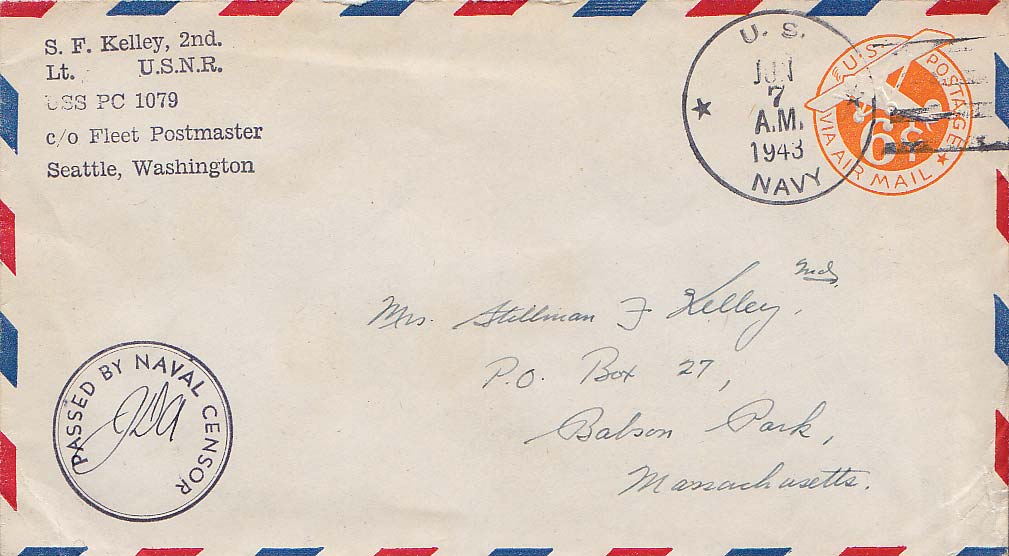 S. F. Kelley, 2nd.
Lt. U.S.N.R.
USS PC 1079
c/o Fleet Postmaster
Seattle, Washington
U. S.
JUN
7
A.M.
1943
NAVY
U.S. POSTAGE
6¢
VIA AIR MAIL
Mrs. Stillman F Kelley, 2nd.
P.O. Box 27,
Babson Park,
Massachusetts.
PASSED BY NAVAL CENSOR